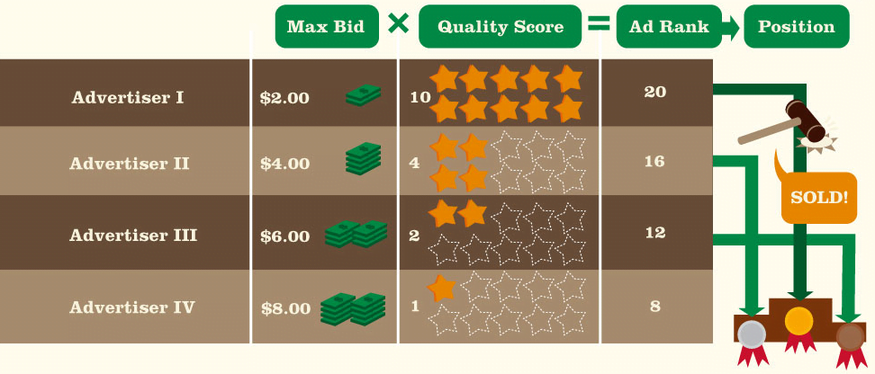 Max Bid × Quality Score = Ad Rank Position
Advertiser I $2.00 10 20
Advertiser II $4.00 4 16
SOLD!
Advertiser III $6.00 2 12
Advertiser IV $8.00 1 8